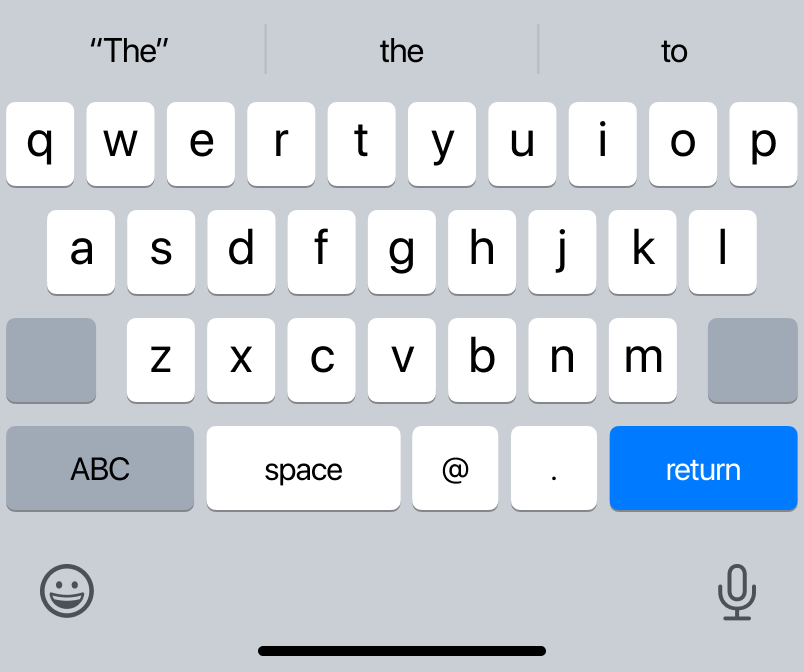 “The” the to
q w e r t y u i o p
a s d f g h j k l
z x c v b n m
ABC space @ . return